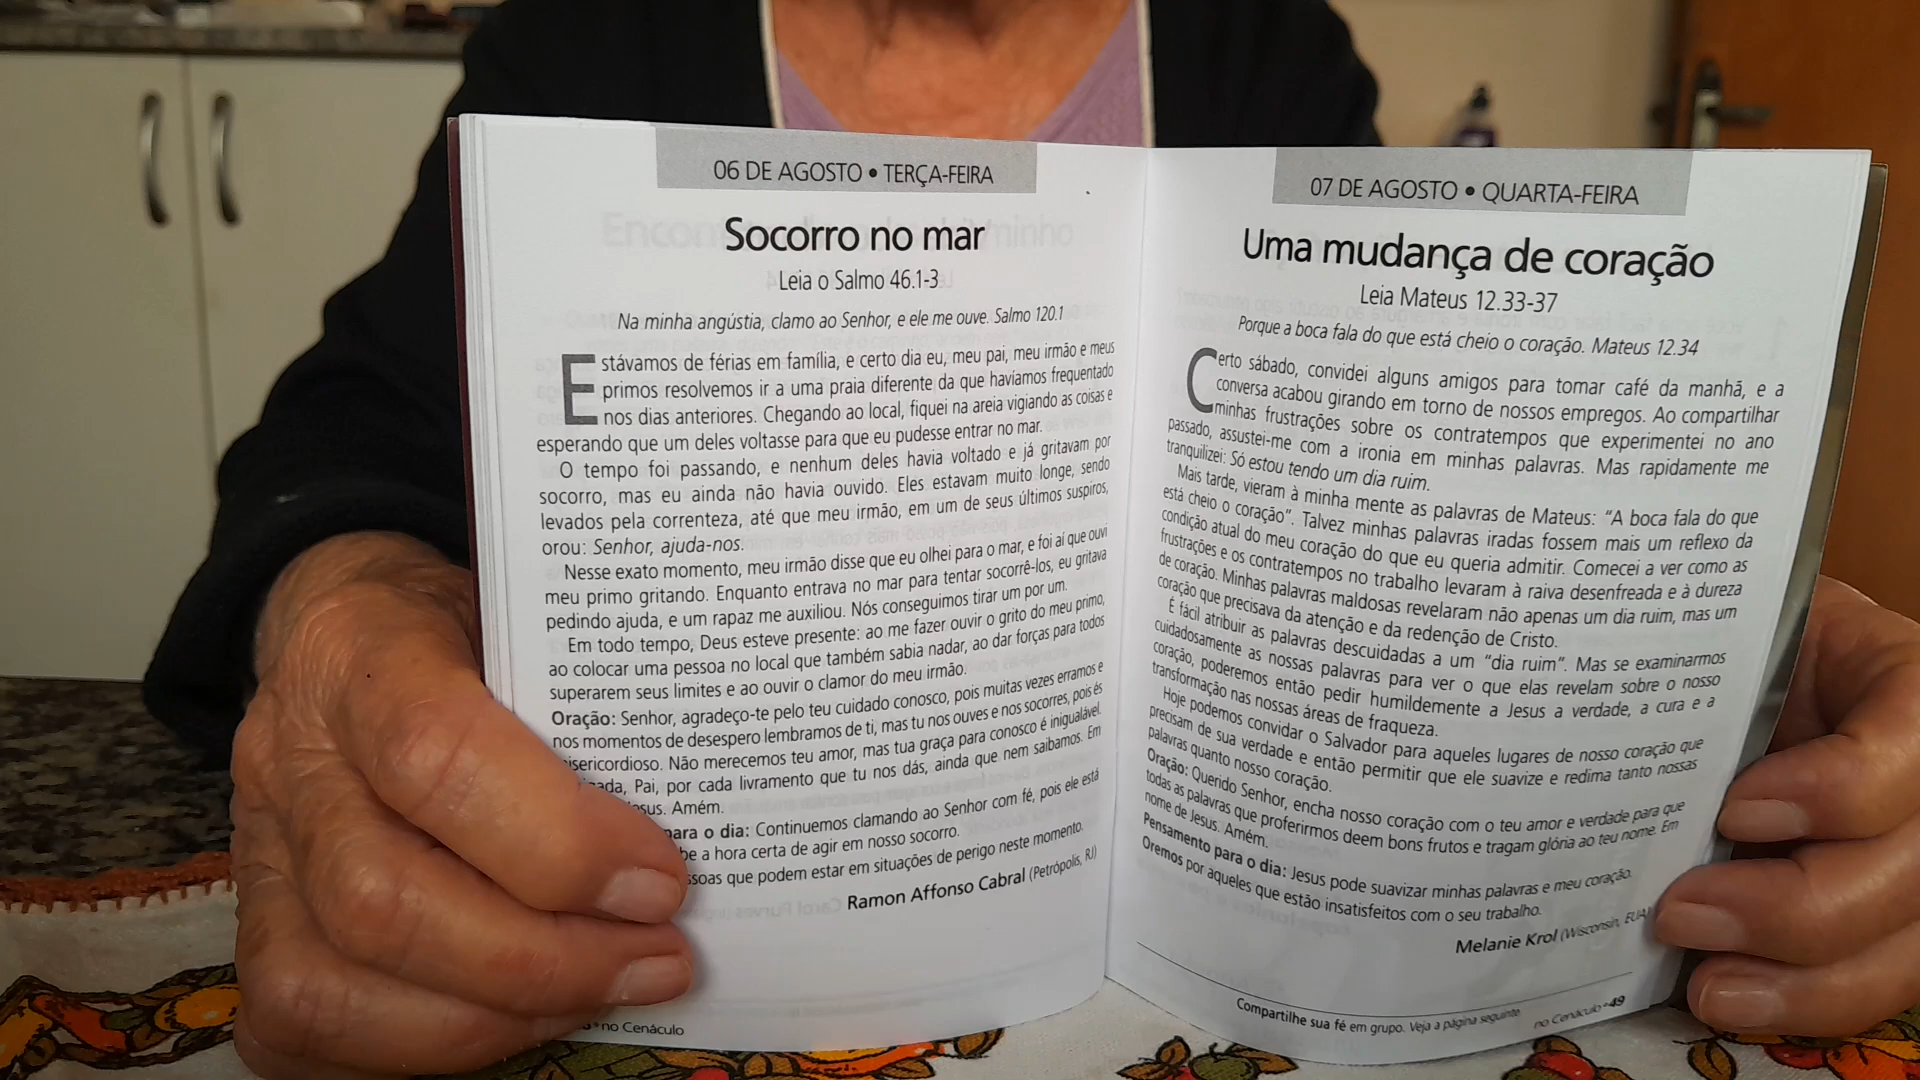 06 DE AGOSTO • TERÇA-FEIRA
Socorro no mar
Leia o Salmo 46.1-3
Na minha angústia, clamo ao Senhor, e ele me ouve. Salmo 120.1
Estávamos de férias em família, e certo dia eu, meu pai, meu irmão e meus
primos resolvemos ir a uma praia diferente da que havíamos frequentado
nos dias anteriores. Chegando ao local, fiquei na areia vigiando as coisas e
esperando que um deles voltasse para que eu pudesse entrar no mar.
O tempo foi passando, e nenhum deles havia voltado e já gritavam por
socorro, mas eu ainda não havia ouvido. Eles estavam muito longe, sendo
levados pela correnteza, até que meu irmão, em um de seus últimos suspiros,
orou: Senhor, ajuda-nos.
Nesse exato momento, meu irmão disse que eu olhei para o mar, e foi aí que ouvi
meu primo gritando. Enquanto entrava no mar para tentar socorrê-los, eu gritava
pedindo ajuda, e um rapaz me auxiliou. Nós conseguimos tirar um por um.
Em todo tempo, Deus esteve presente: ao me fazer ouvir o grito do meu primo,
ao colocar uma pessoa no local que também sabia nadar, ao dar forças para todos
superarem seus limites e ao ouvir o clamor do meu irmão.
Oração: Senhor, agradeço-te pelo teu cuidado conosco, pois muitas vezes erramos e
nos momentos de desespero lembramos de ti, mas tu nos ouves e nos socorres, pois és
isericordioso. Não merecemos teu amor, mas tua graça para conosco é inigualável.
ada, Pai, por cada livramento que tu nos dás, ainda que nem saibamos. Em
esus. Amém.
para o dia: Continuemos clamando ao Senhor com fé, pois ele está
be a hora certa de agir em nosso socorro.
ssoas que podem estar em situações de perigo neste momento.
Ramon Affonso Cabral (Petrópolis, RJ)
no Cenáculo
07 DE AGOSTO • QUARTA-FEIRA
Uma mudança de coração
Leia Mateus 12.33-37
Porque a boca fala do que está cheio o coração. Mateus 12.34
Certo sábado, convidei alguns amigos para tomar café da manhã, e a
conversa acabou girando em torno de nossos empregos. Ao compartilhar
minhas frustrações sobre os contratempos que experimentei no ano
passado, assustei-me com a ironia em minhas palavras. Mas rapidamente me
tranquilizei: Só estou tendo um dia ruim.
Mais tarde, vieram à minha mente as palavras de Mateus: “A boca fala do que
está cheio o coração”. Talvez minhas palavras iradas fossem mais um reflexo da
condição atual do meu coração do que eu queria admitir. Comecei a ver como as
frustrações e os contratempos no trabalho levaram à raiva desenfreada e à dureza
de coração. Minhas palavras maldosas revelaram não apenas um dia ruim, mas um
coração que precisava da atenção e da redenção de Cristo.
É fácil atribuir as palavras descuidadas a um “dia ruim”. Mas se examinarmos
cuidadosamente as nossas palavras para ver o que elas revelam sobre o nosso
coração, poderemos então pedir humildemente a Jesus a verdade, a cura e a
transformação nas nossas áreas de fraqueza.
Hoje podemos convidar o Salvador para aqueles lugares de nosso coração que
precisam de sua verdade e então permitir que ele suavize e redima tanto nossas
palavras quanto nosso coração.
Oração: Querido Senhor, encha nosso coração com o teu amor e verdade para que
todas as palavras que proferirmos deem bons frutos e tragam glória ao teu nome. Em
nome de Jesus. Amém.
Pensamento para o dia: Jesus pode suavizar minhas palavras e meu coração.
Oremos por aqueles que estão insatisfeitos com o seu trabalho.
Melanie Krol (Wisconsin, EUA)
Compartilhe sua fé em grupo. Veja a página seguinte
no Cenáculo • 49